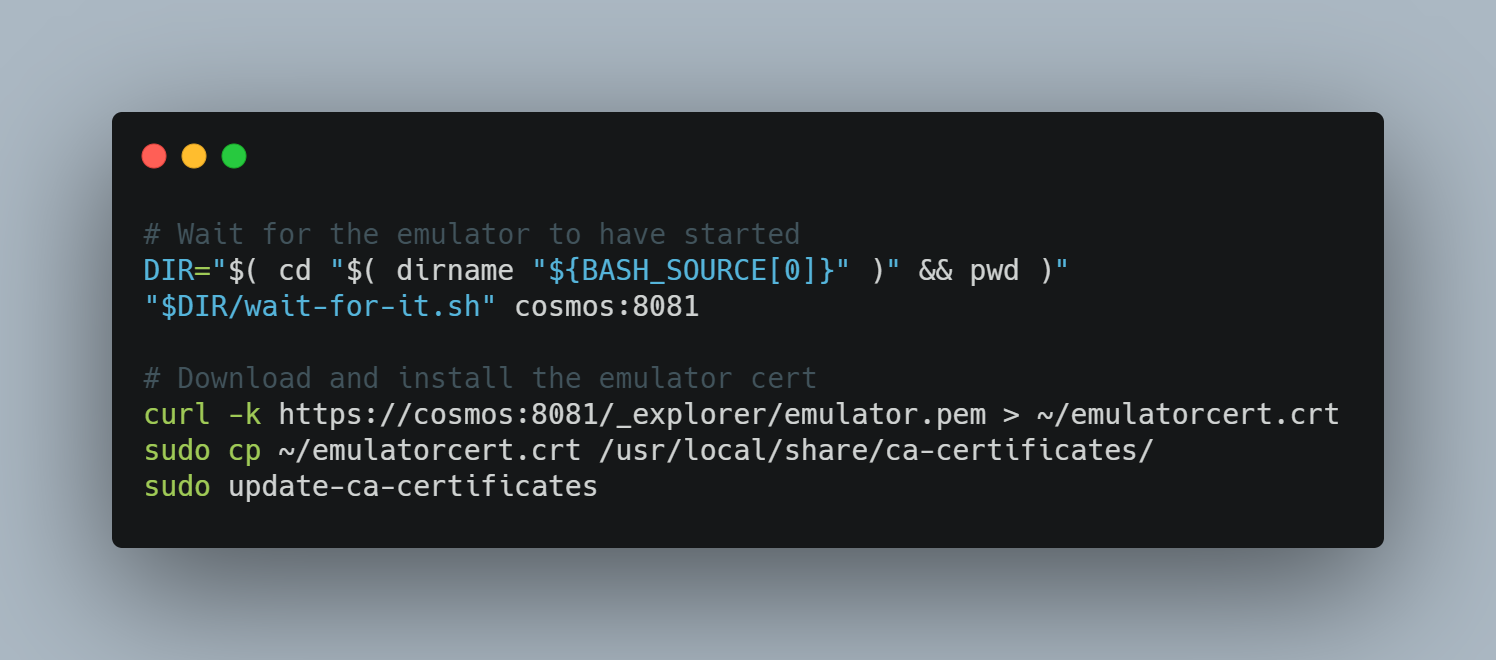 # Wait for the emulator to have started
DIR="$( cd "$( dirname "${BASH_SOURCE[0]}" )" && pwd )"
"$DIR/wait-for-it.sh" cosmos:8081
# Download and install the emulator cert
curl -k https://cosmos:8081/_explorer/emulator.pem > ~/emulatorcert.crt
sudo cp ~/emulatorcert.crt /usr/local/share/ca-certificates/
sudo update-ca-certificates